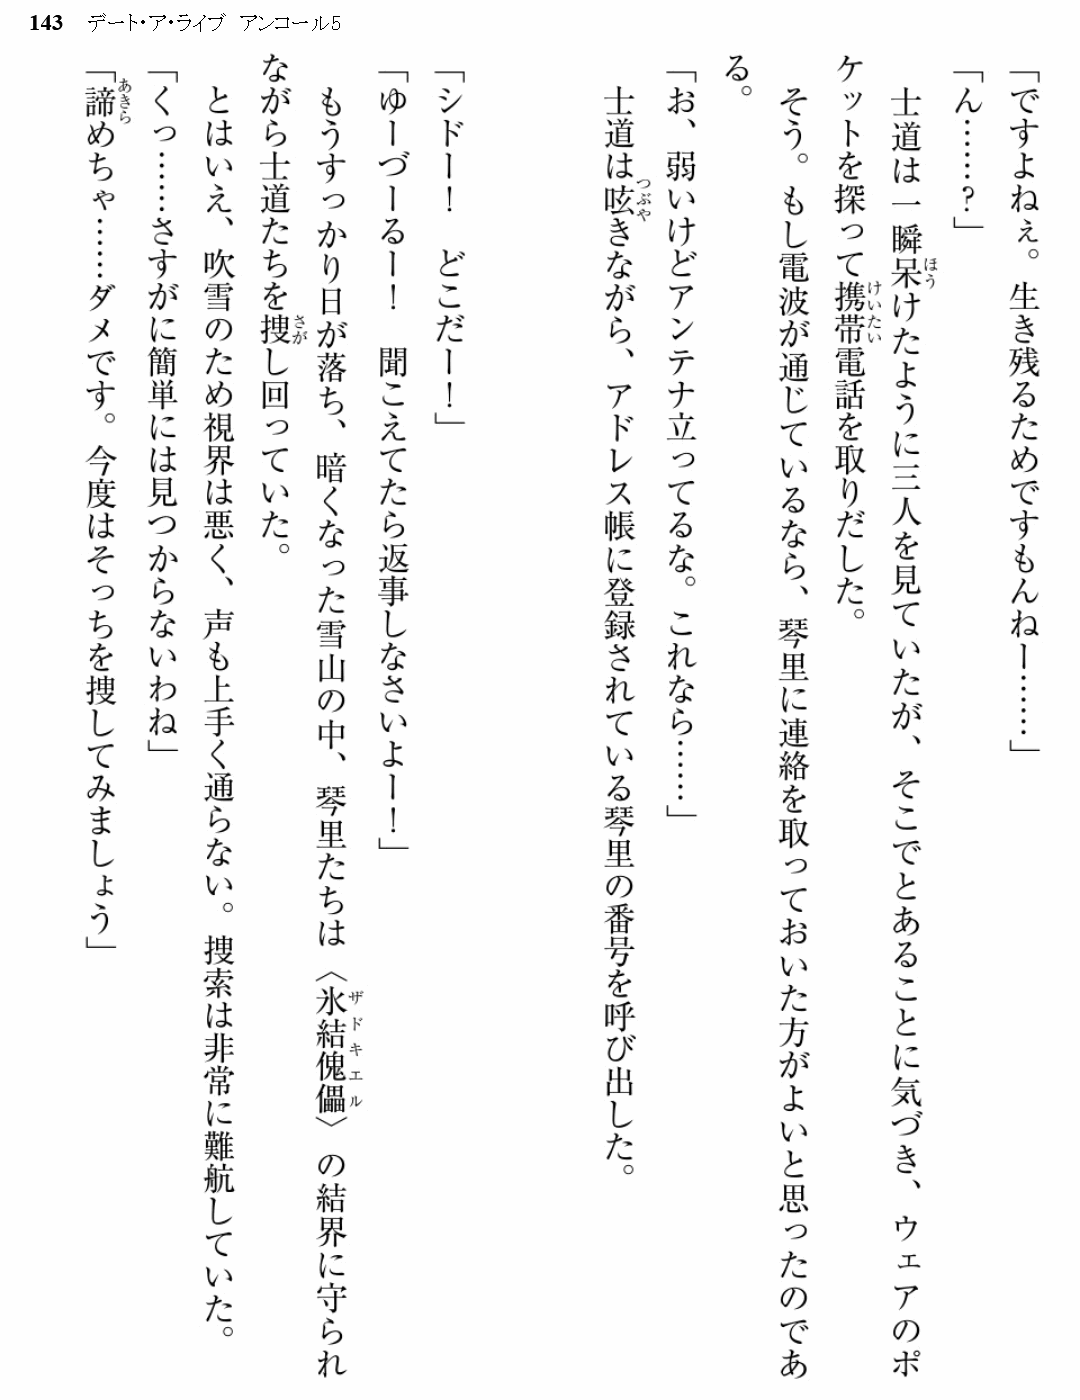 143 デート・ア・ライブ アンコール5
「ですよねぇ。生き残るためですもんねー……」
「ん……？」
　士道は一瞬呆けたように三人を見ていたが、そこでとあることに気づき、ウェアのポ
ケットを探って携帯電話を取りだした。
　そう。もし電波が通じているなら、琴里に連絡を取っておいた方がよいと思ったのであ
る。
「お、弱いけどアンテナ立ってるな。これなら……」
　士道は呟きながら、アドレス帳に登録されている琴里の番号を呼び出した。
「シドー！　どこだー！」
「ゆーづーるー！　聞こえてたら返事しなさいよー！」
　もうすっかり日が落ち、暗くなった雪山の中、琴里たちは〈氷結傀儡〉の結界に守られ
ながら士道たちを捜し回っていた。
　とはいえ、吹雪のため視界は悪く、声も上手く通らない。捜索は非常に難航していた。
「くっ……さすがに簡単には見つからないわね」
「諦めちゃ……ダメです。今度はそっちを捜してみましょう」